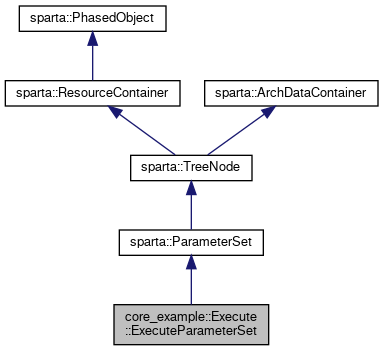 sparta::PhasedObject
sparta::ResourceContainer
sparta::ArchDataContainer
sparta::TreeNode
sparta::ParameterSet
core_example::Execute
::ExecuteParameterSet